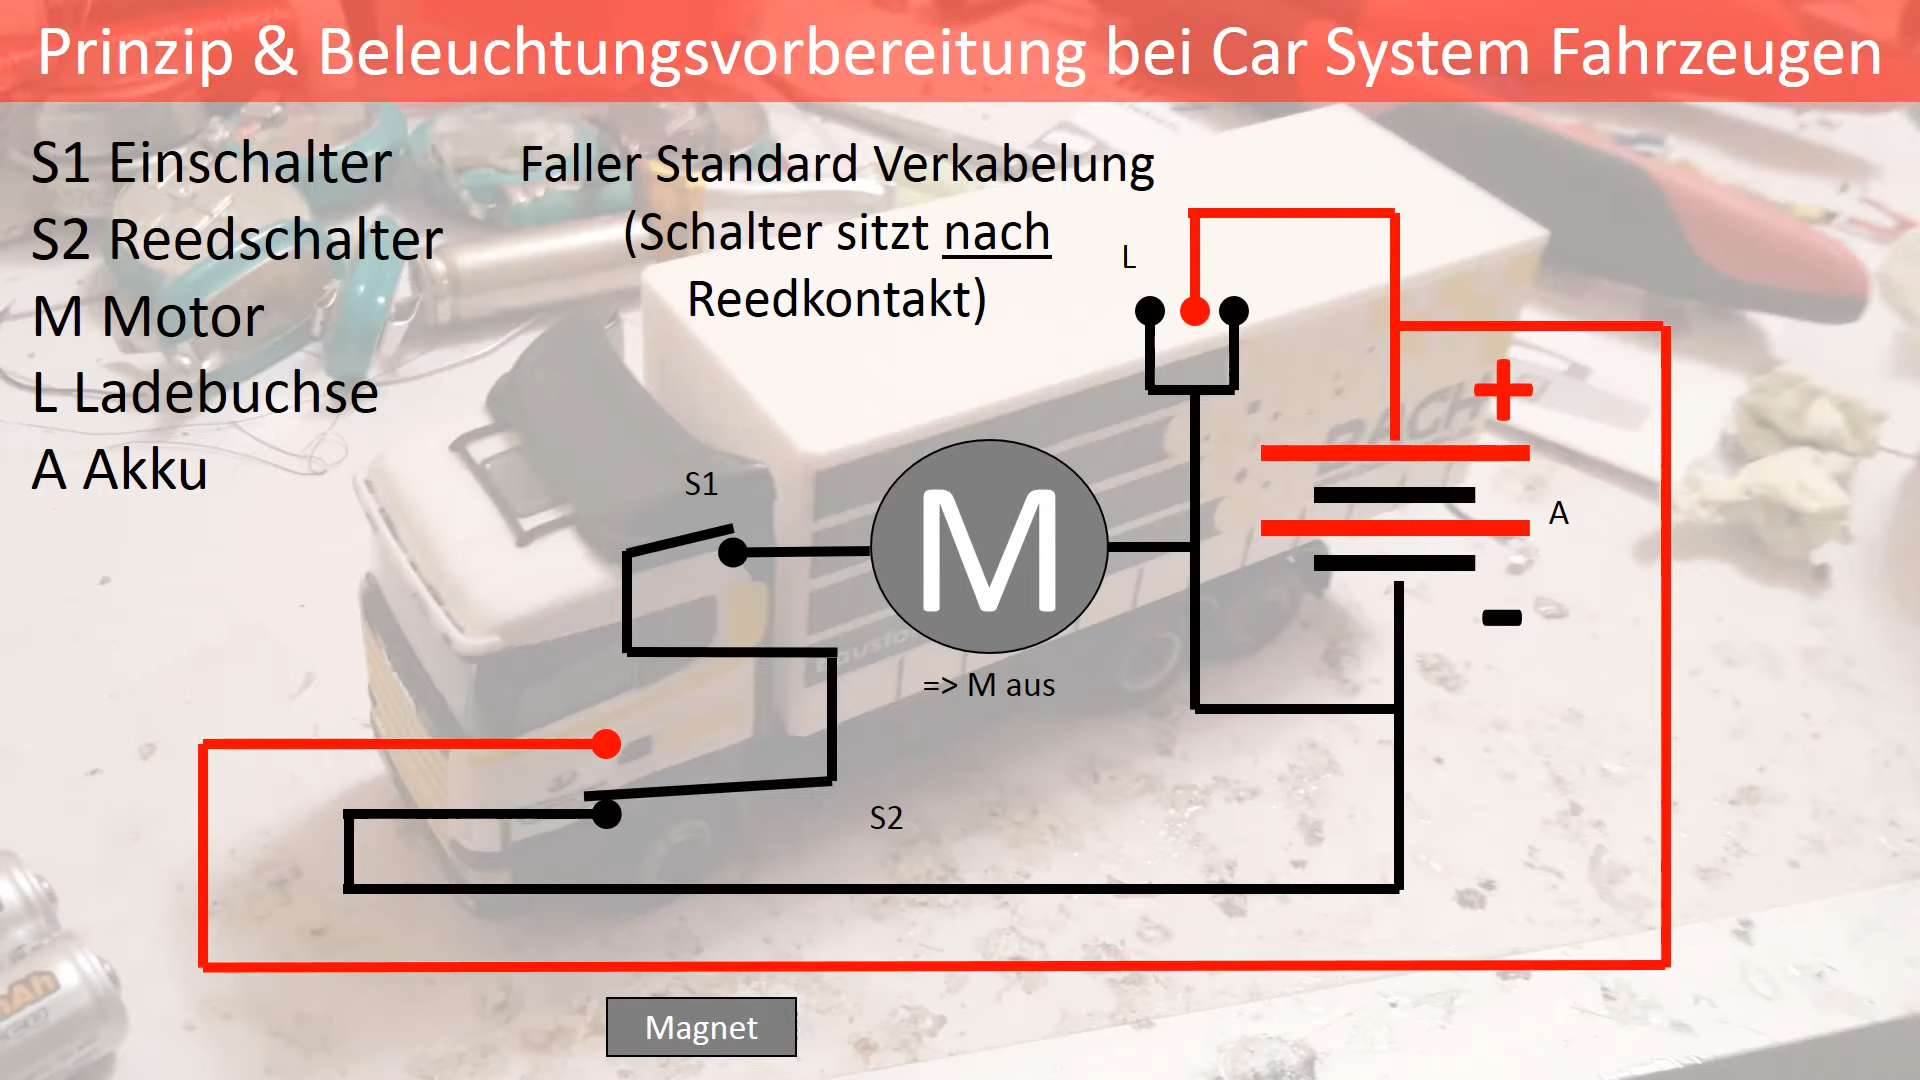 Prinzip & Beleuchtungsvorbereitung bei Car System Fahrzeugen
S1 Einschalter
S2 Reedschalter
M Motor
L Ladebuchse
A Akku
Faller Standard Verkabelung
(Schalter sitzt nach
Reedkontakt)
L
+
A
-
S1
M
=> M aus
S2
Magnet